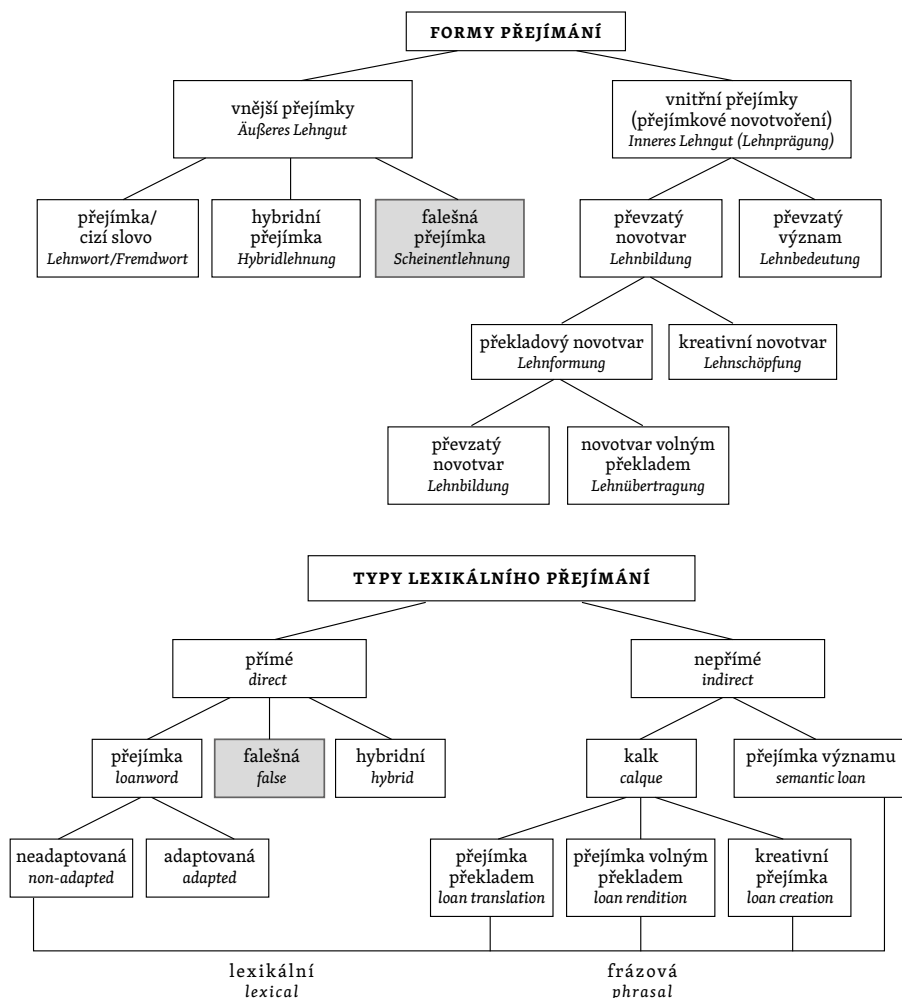 FORMY PŘEJÍMÁNÍ
vnější přejímky
Äußeres Lehngut
vnitřní přejímky
(přejímkové novotvoření)
Inneres Lehngut (Lehnprägung)
přejímka/
cizí slovo
Lehnwort/Fremdwort
hybridní
přejímka
Hybridlehnung
falešná
přejímka
Scheinentlehnung
převzatý
novotvar
Lehnbildung
převzatý
význam
Lehnbedeutung
překladový novotvar
Lehnformung
kreativní novotvar
Lehnschöpfung
převzatý
novotvar
Lehnbildung
novotvar volným
překladem
Lehnübertragung
TYPY LEXIKÁLNÍHO PŘEJÍMÁNÍ
přímé
direct
nepřímé
indirect
přejímka
loanword
falešná
false
hybridní
hybrid
kalk
calque
přejímka významu
semantic loan
neadaptovaná
non-adapted
adaptovaná
adapted
přejímka
překladem
loan translation
přejímka volným
překladem
loan rendition
kreativní
přejímka
loan creation
lexikální
lexical
frázová
phrasal